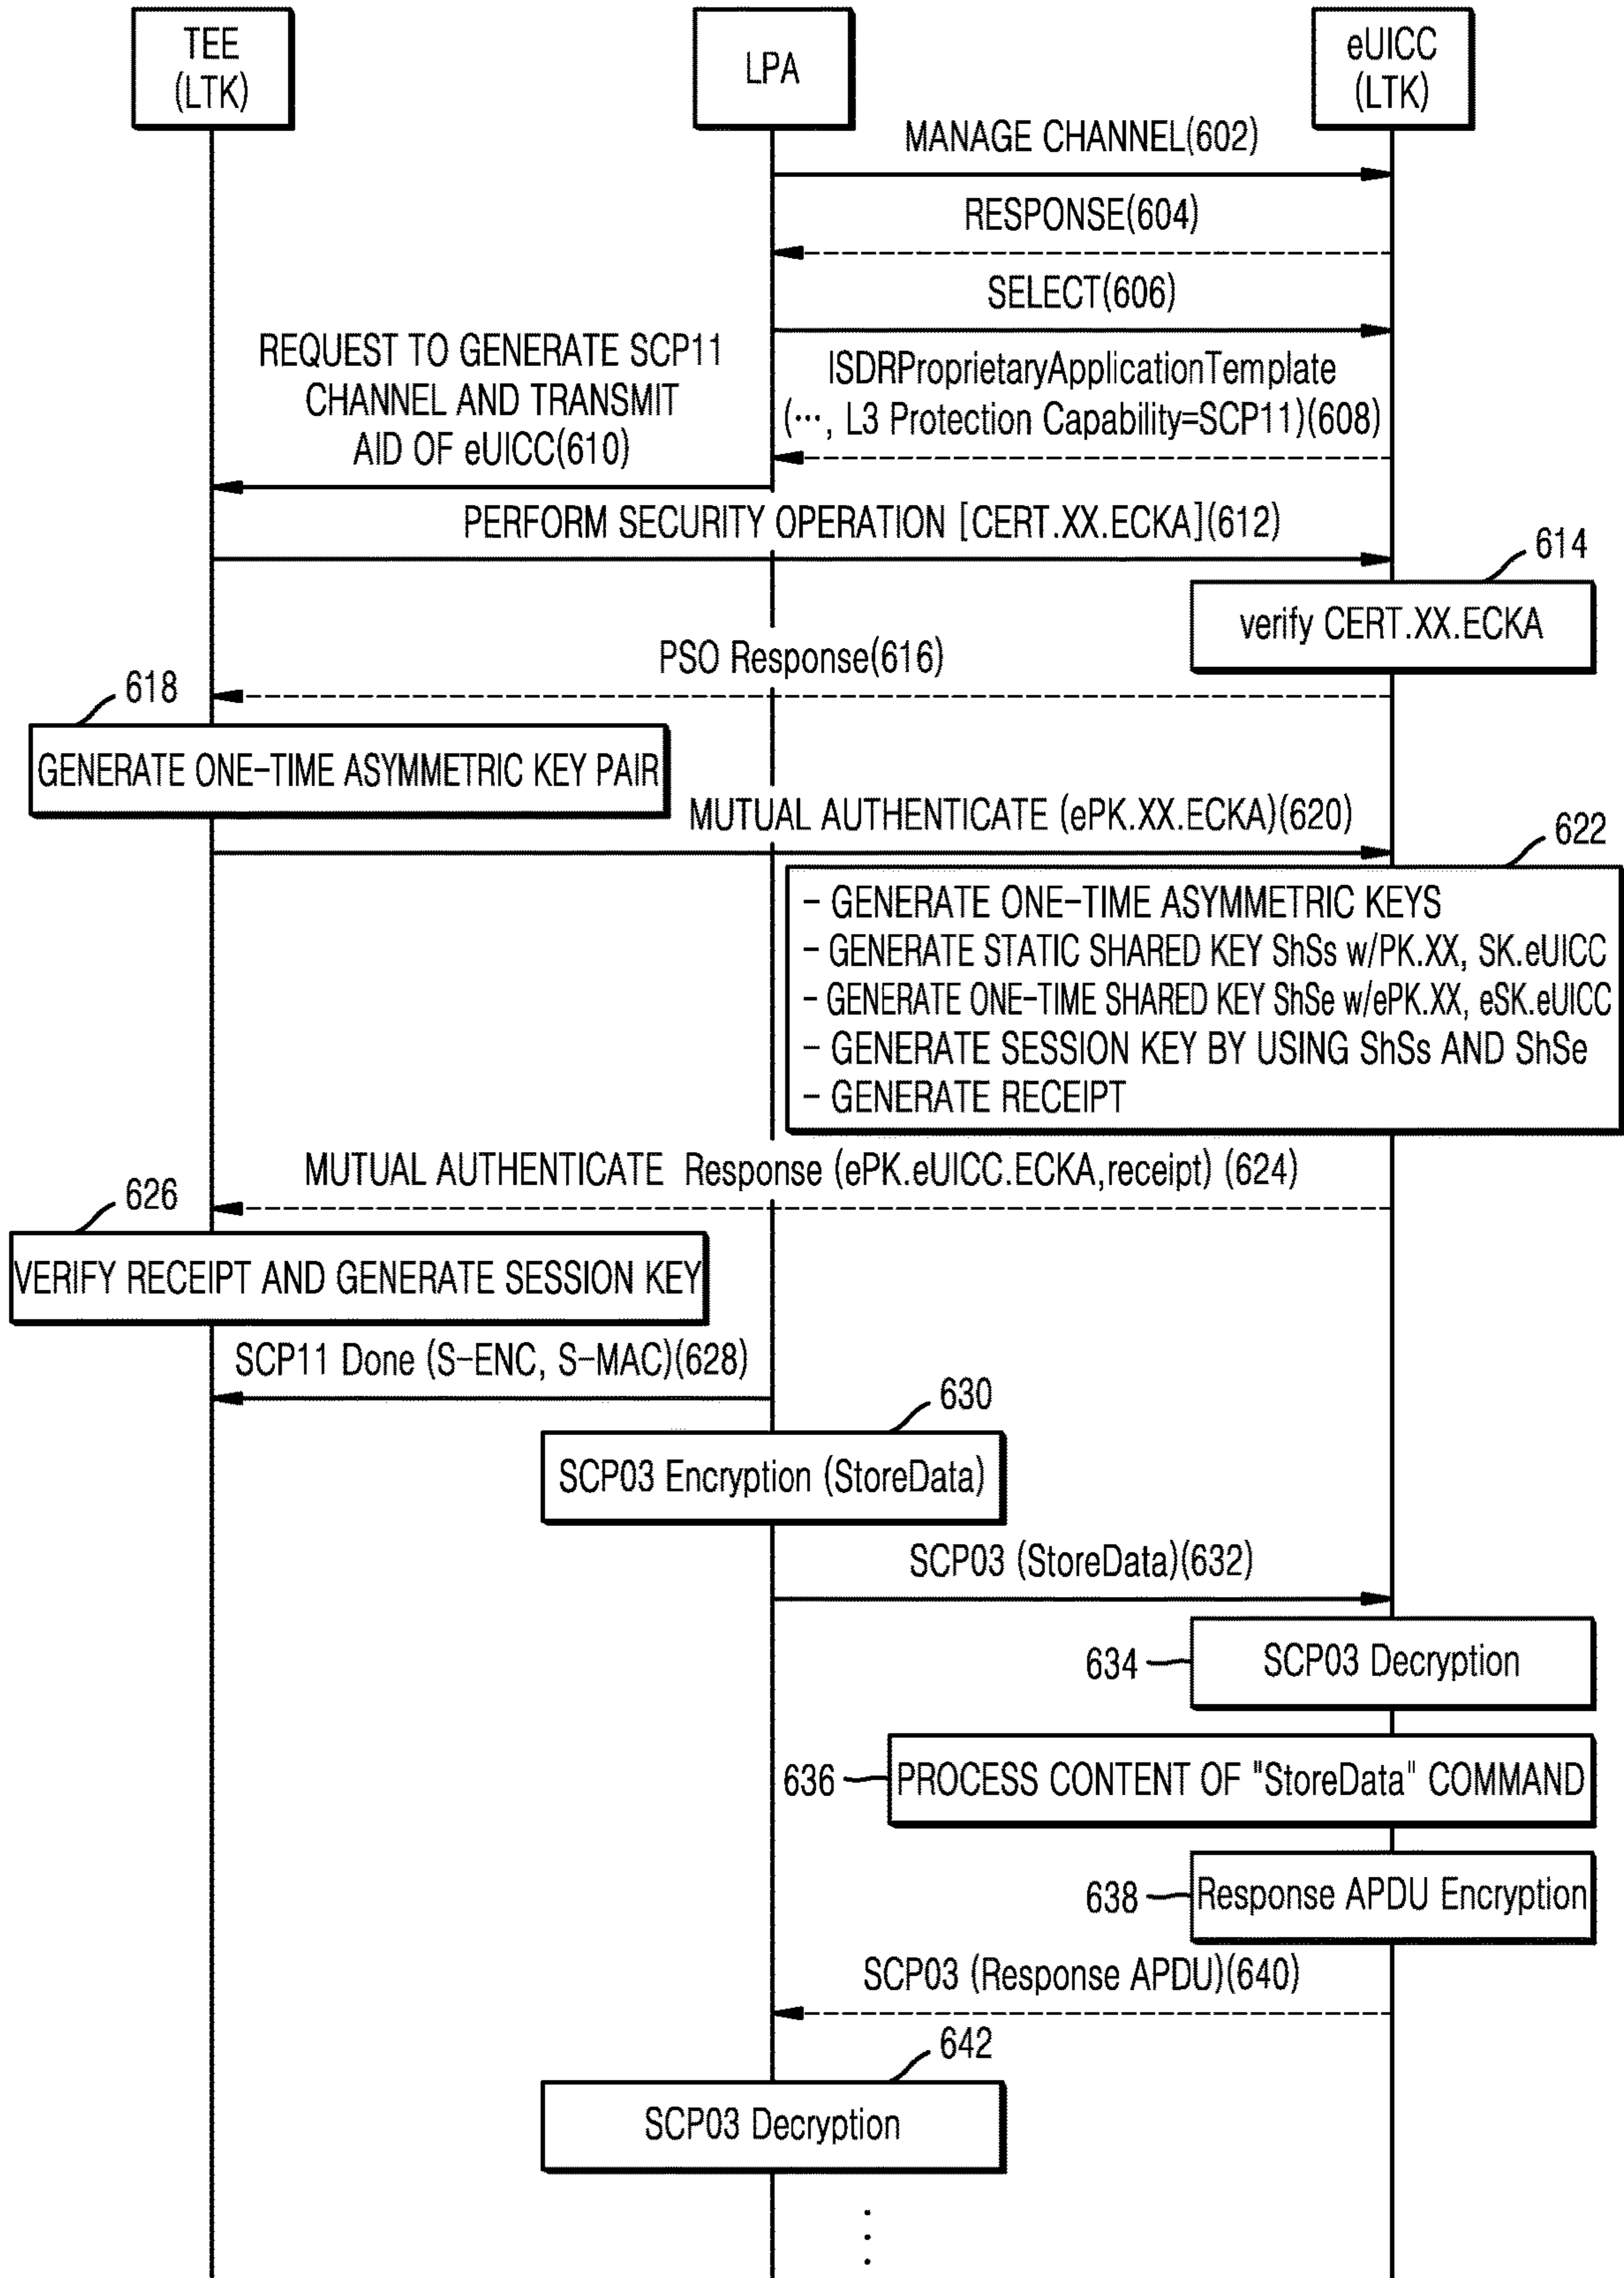 TEE
(LTK)
LPA
eUICC
(LTK)
MANAGE CHANNEL(602)
RESPONSE(604)
SELECT(606)
REQUEST TO GENERATE SCP11
CHANNEL AND TRANSMIT
AID OF eUICC(610)
ISDRProprietaryApplicationTemplate
(⋯, L3 Protection Capability=SCP11)(608)
PERFORM SECURITY OPERATION [CERT.XX.ECKA](612)
614
verify CERT.XX.ECKA
PSO Response(616)
618
GENERATE ONE-TIME ASYMMETRIC KEY PAIR
MUTUAL AUTHENTICATE (ePK.XX.ECKA)(620)
622
- GENERATE ONE-TIME ASYMMETRIC KEYS
- GENERATE STATIC SHARED KEY ShSs w/PK.XX, SK.eUICC
- GENERATE ONE-TIME SHARED KEY ShSe w/ePK.XX, eSK.eUICC
- GENERATE SESSION KEY BY USING ShSs AND ShSe
- GENERATE RECEIPT
MUTUAL AUTHENTICATE Response (ePK.eUICC.ECKA,receipt) (624)
626
VERIFY RECEIPT AND GENERATE SESSION KEY
SCP11 Done (S-ENC, S-MAC)(628)
630
SCP03 Encryption (StoreData)
SCP03 (StoreData)(632)
634
SCP03 Decryption
636
PROCESS CONTENT OF "StoreData" COMMAND
638
Response APDU Encryption
SCP03 (Response APDU)(640)
642
SCP03 Decryption